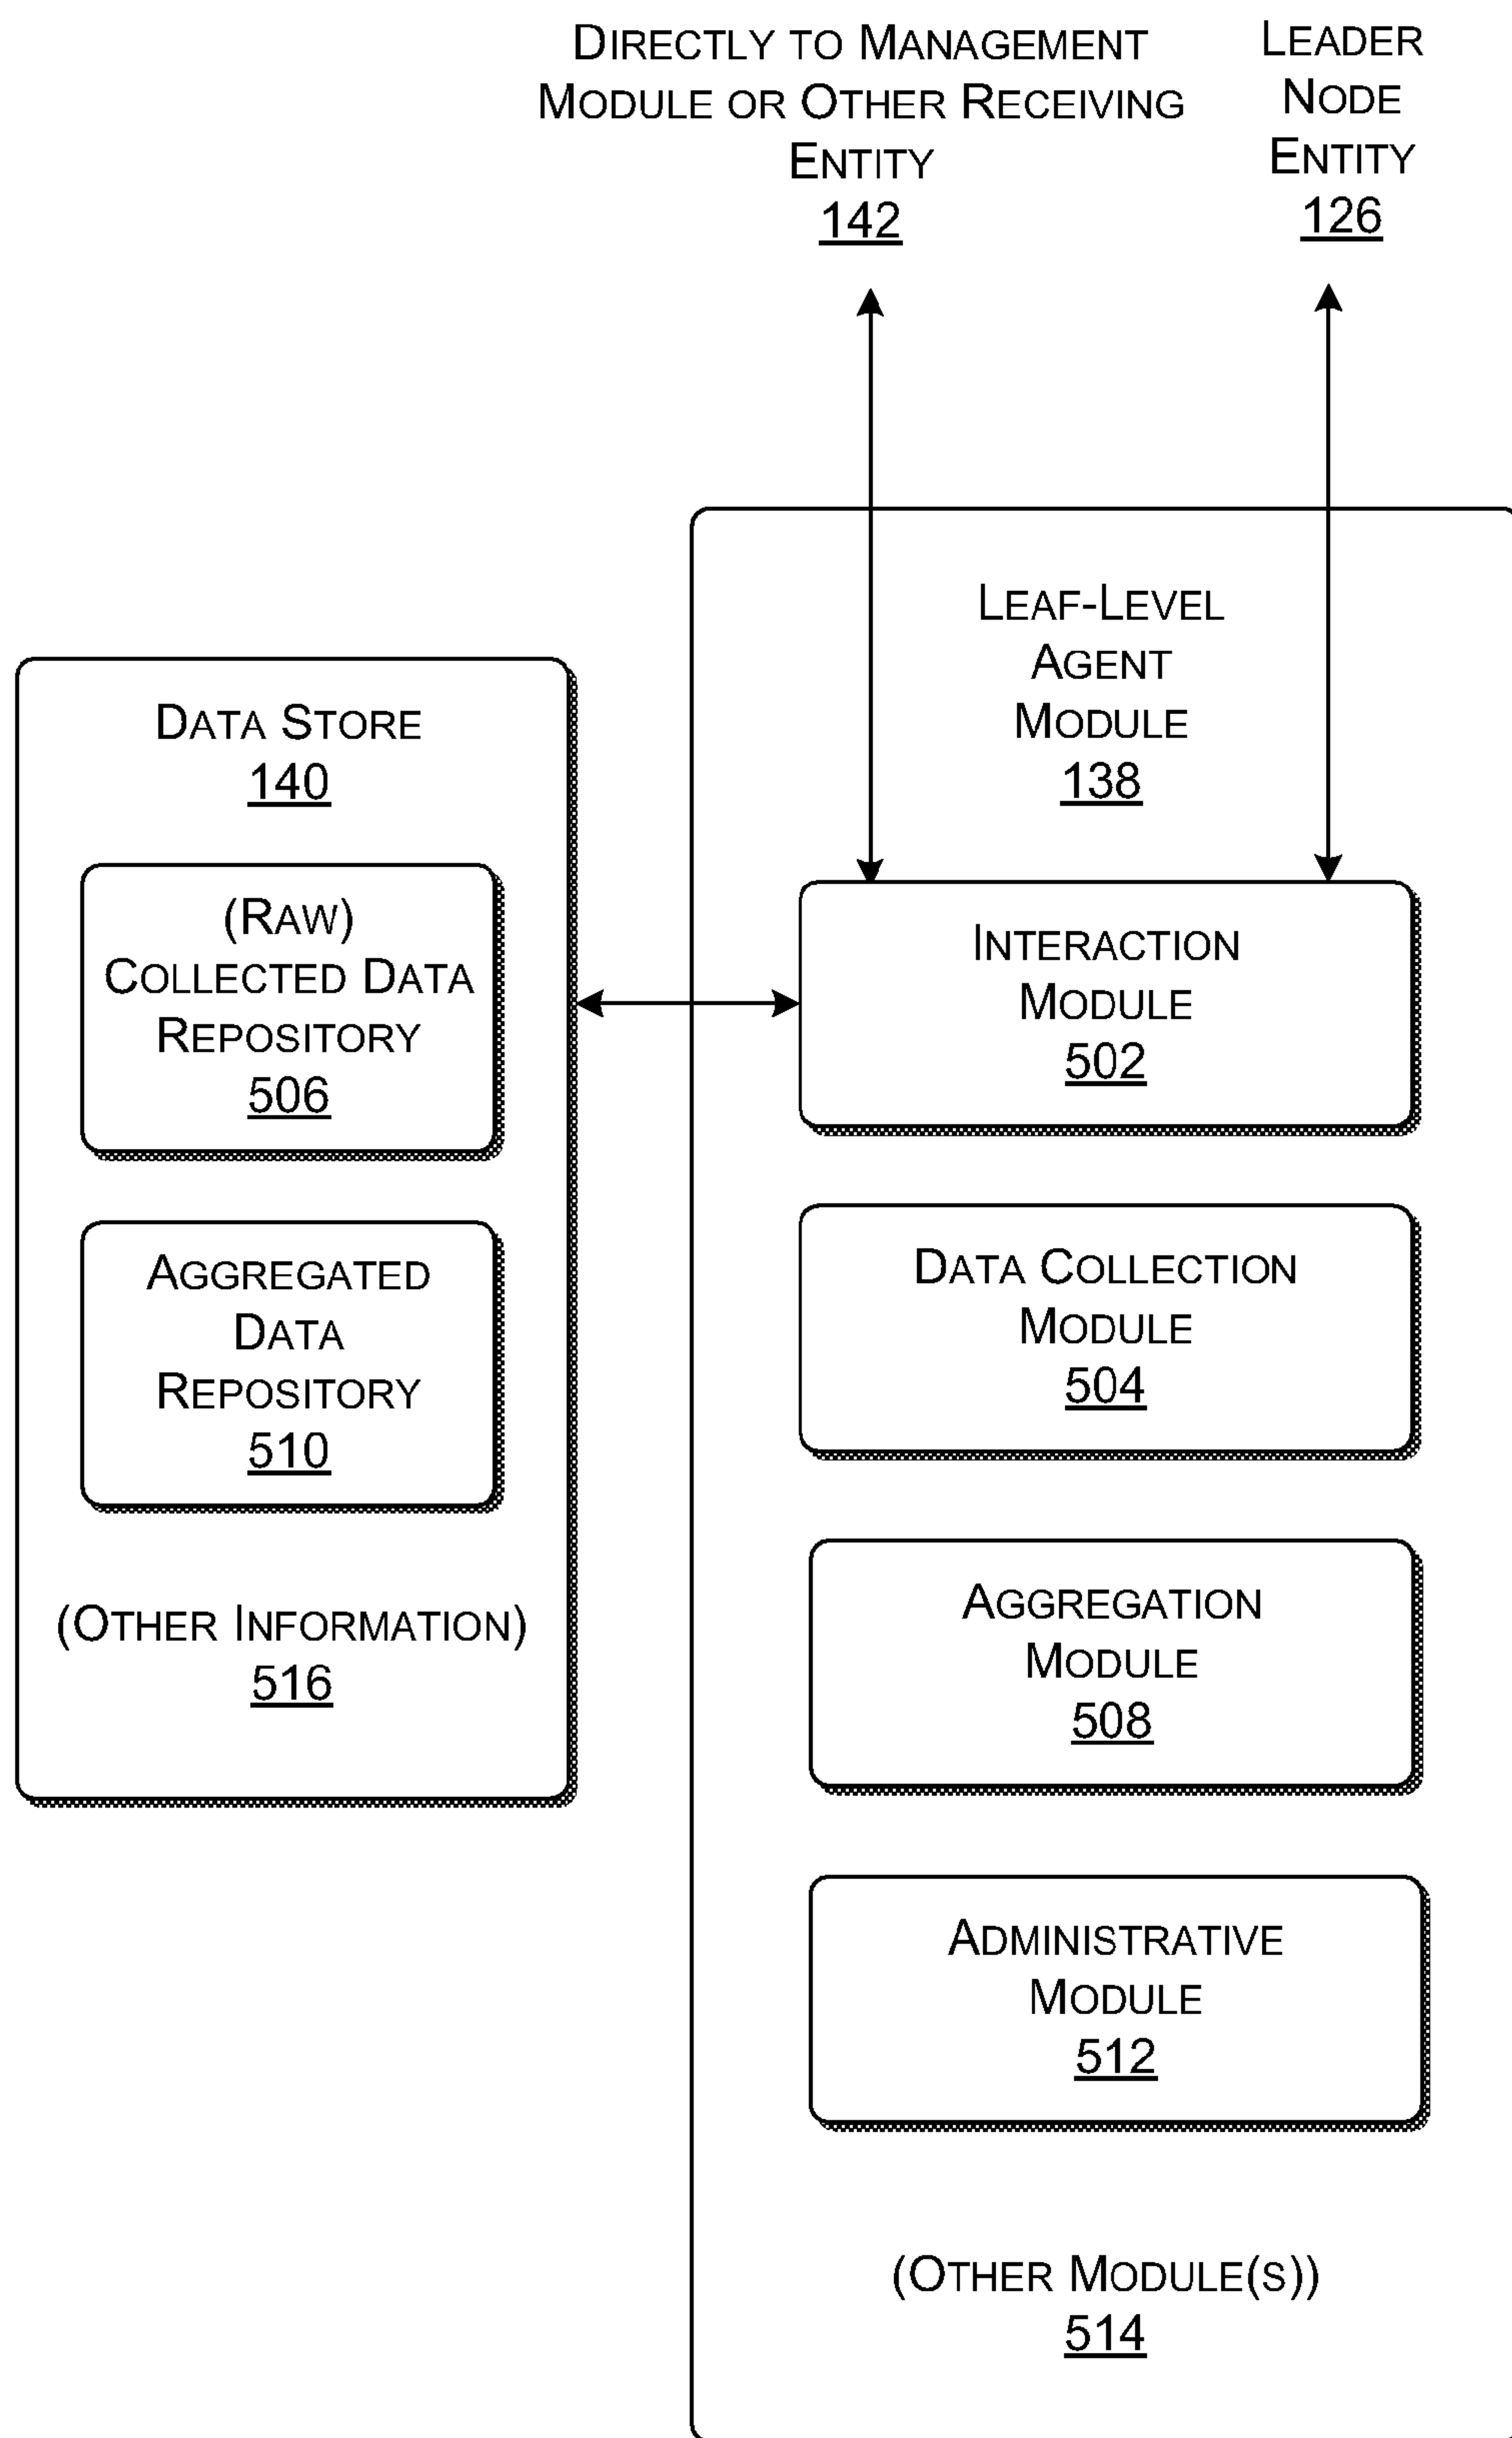 DIRECTLY TO MANAGEMENT
MODULE OR OTHER RECEIVING
ENTITY
142
LEADER
NODE
ENTITY
126
DATA STORE
140
(RAW)
COLLECTED DATA
REPOSITORY
506
AGGREGATED
DATA
REPOSITORY
510
(OTHER INFORMATION)
516
LEAF-LEVEL
AGENT
MODULE
138
INTERACTION
MODULE
502
DATA COLLECTION
MODULE
504
AGGREGATION
MODULE
508
ADMINISTRATIVE
MODULE
512
(OTHER MODULE(S))
514